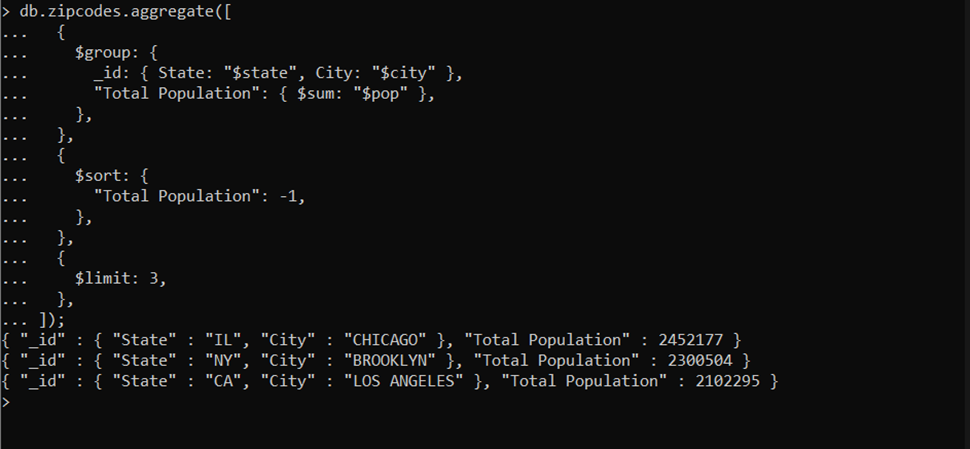 > db.zipcodes.aggregate([
...   {
...     $group: {
...       _id: { State: "$state", City: "$city" },
...       "Total Population": { $sum: "$pop" },
...     },
...   },
...   {
...     $sort: {
...       "Total Population": -1,
...     },
...   },
...   {
...     $limit: 3,
...   },
... ]);
{ "_id" : { "State" : "IL", "City" : "CHICAGO" }, "Total Population" : 2452177 }
{ "_id" : { "State" : "NY", "City" : "BROOKLYN" }, "Total Population" : 2300504 }
{ "_id" : { "State" : "CA", "City" : "LOS ANGELES" }, "Total Population" : 2102295 }
>